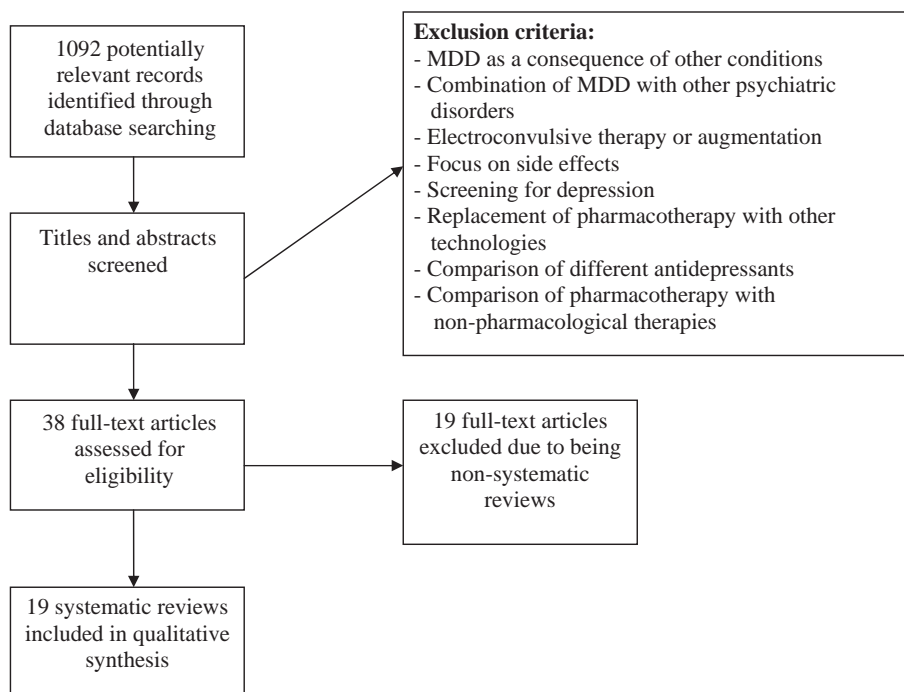 1092 potentially
relevant records
identified through
database searching
Exclusion criteria:
- MDD as a consequence of other conditions
- Combination of MDD with other psychiatric
disorders
- Electroconvulsive therapy or augmentation
- Focus on side effects
- Screening for depression
- Replacement of pharmacotherapy with other
technologies
- Comparison of different antidepressants
- Comparison of pharmacotherapy with
non-pharmacological therapies
Titles and abstracts
screened
38 full-text articles
assessed for
eligibility
19 full-text articles
excluded due to being
non-systematic
reviews
19 systematic reviews
included in qualitative
synthesis